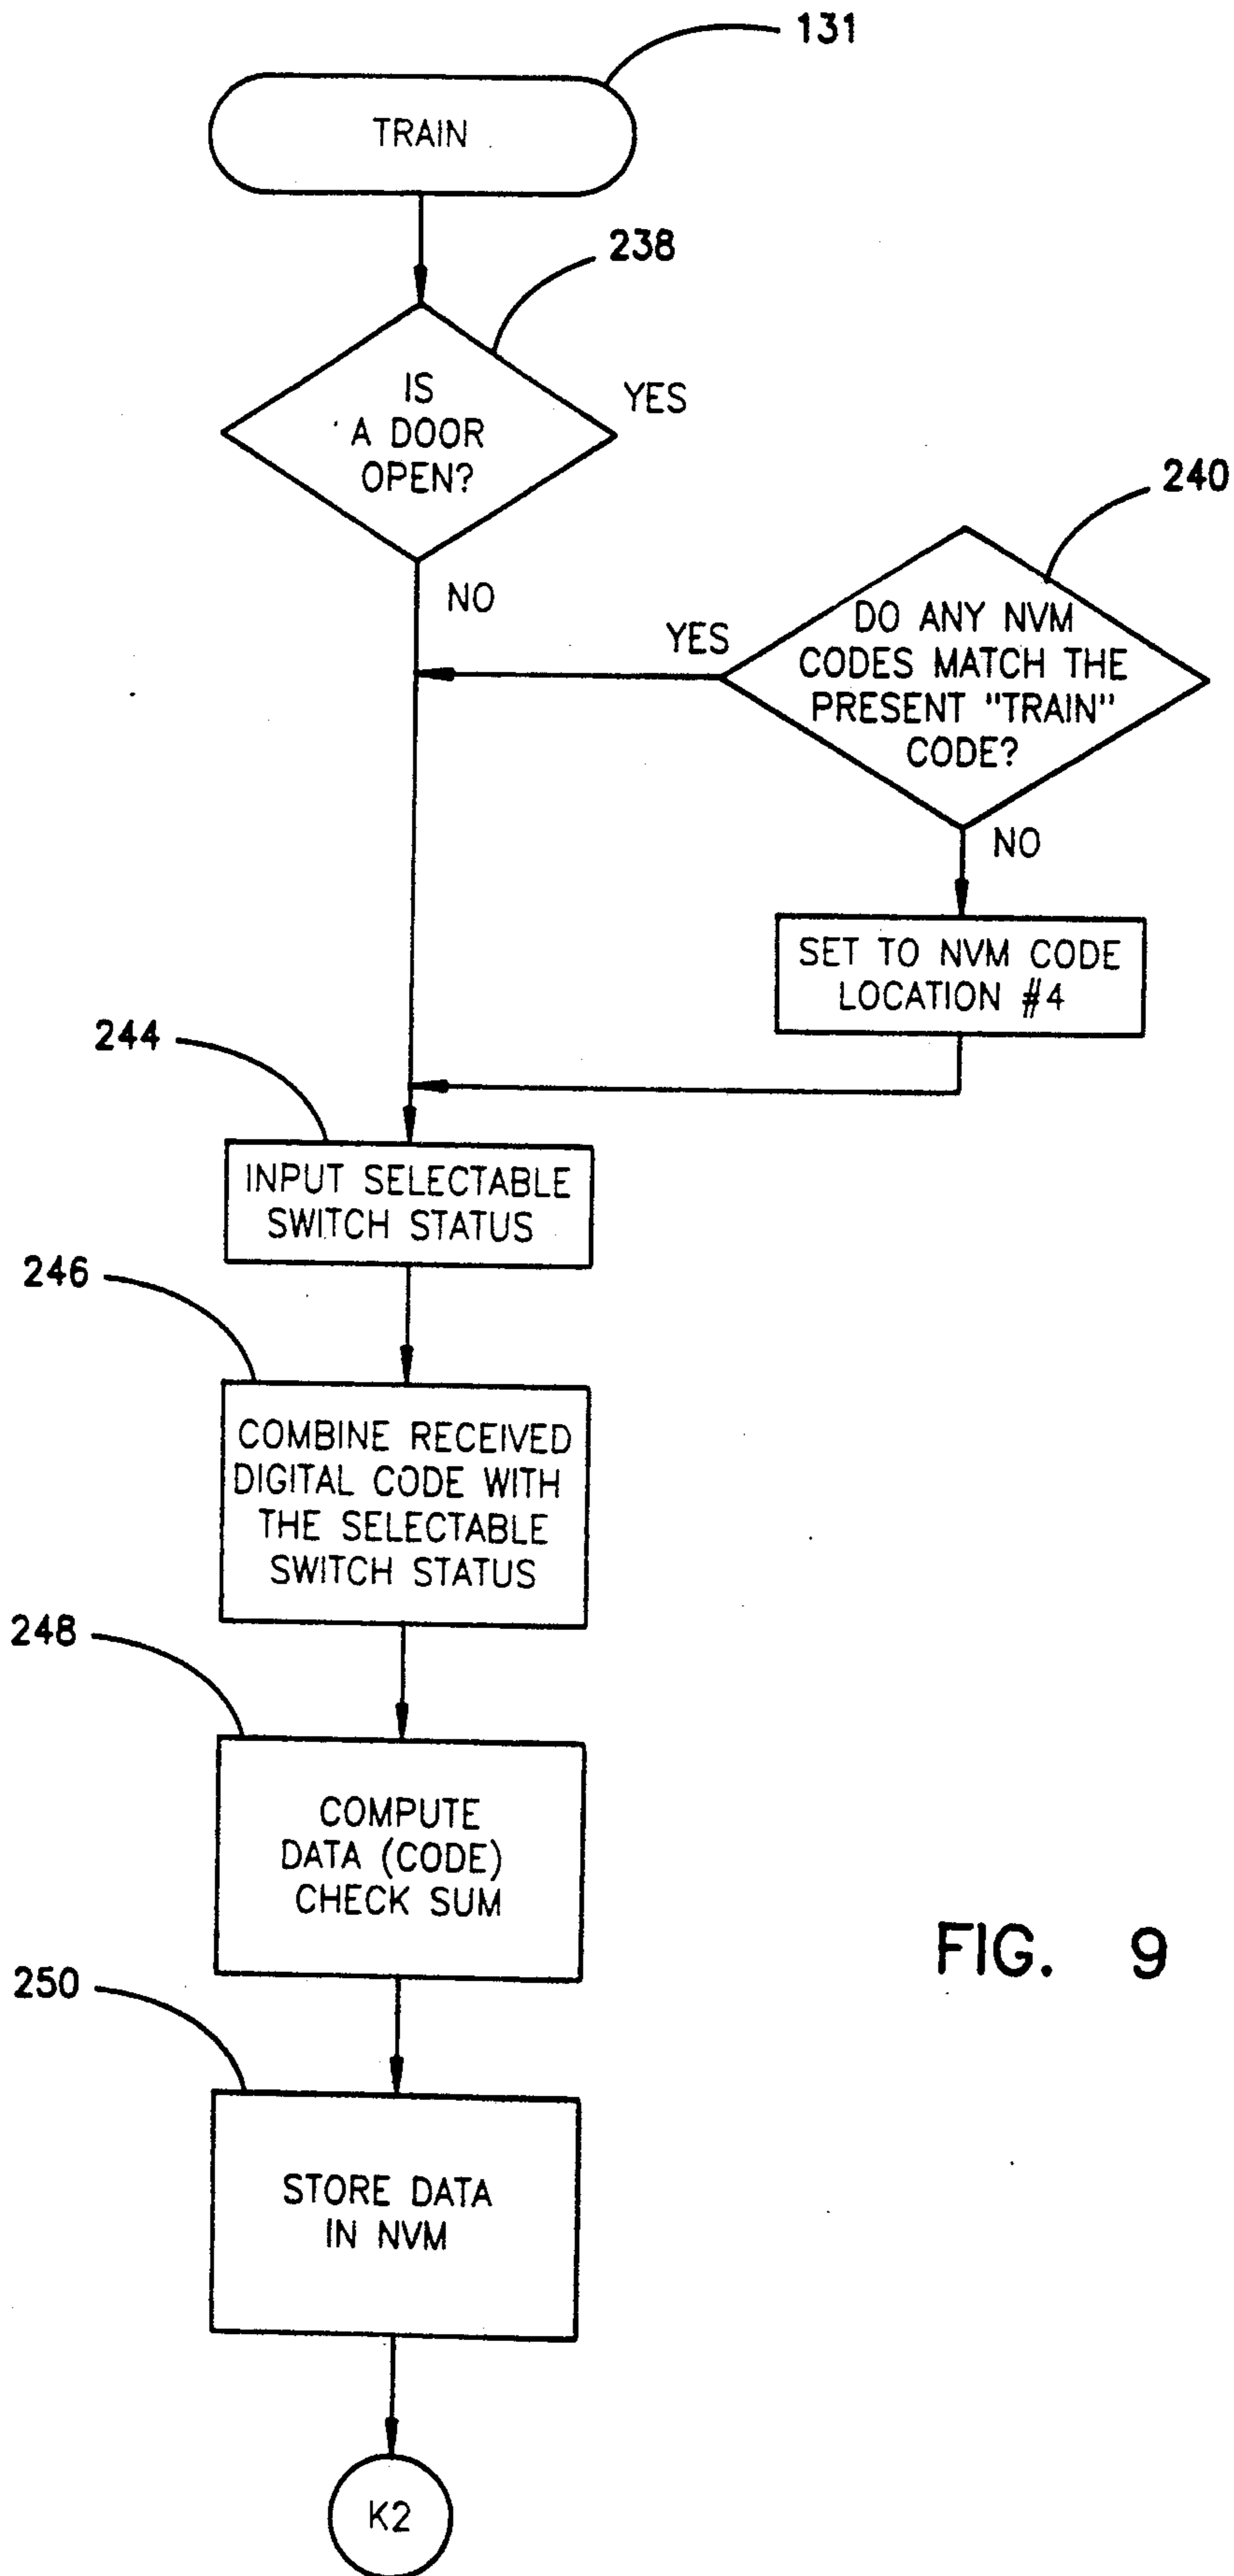 131
TRAIN
238
IS
A DOOR
OPEN?
YES
NO
240
DO ANY NVM
CODES MATCH THE
PRESENT "TRAIN"
CODE?
YES
NO
SET TO NVM CODE
LOCATION #4
244
INPUT SELECTABLE
SWITCH STATUS
246
COMBINE RECEIVED
DIGITAL CODE WITH
THE SELECTABLE
SWITCH STATUS
248
COMPUTE
DATA (CODE)
CHECK SUM
FIG. 9
250
STORE DATA
IN NVM
K2